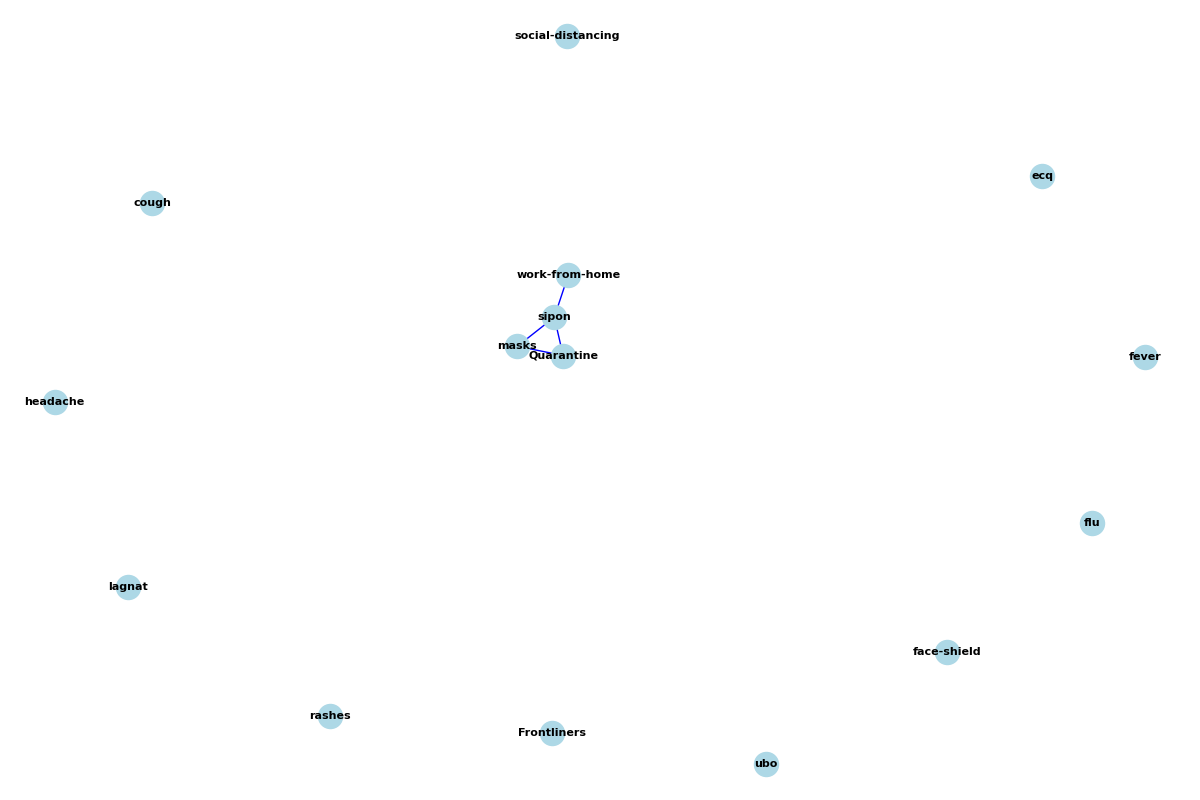 social-distancing
ecq
cough
work-from-home
sipon
masks
Quarantine
fever
headache
flu
lagnat
face-shield
rashes
Frontliners
ubo